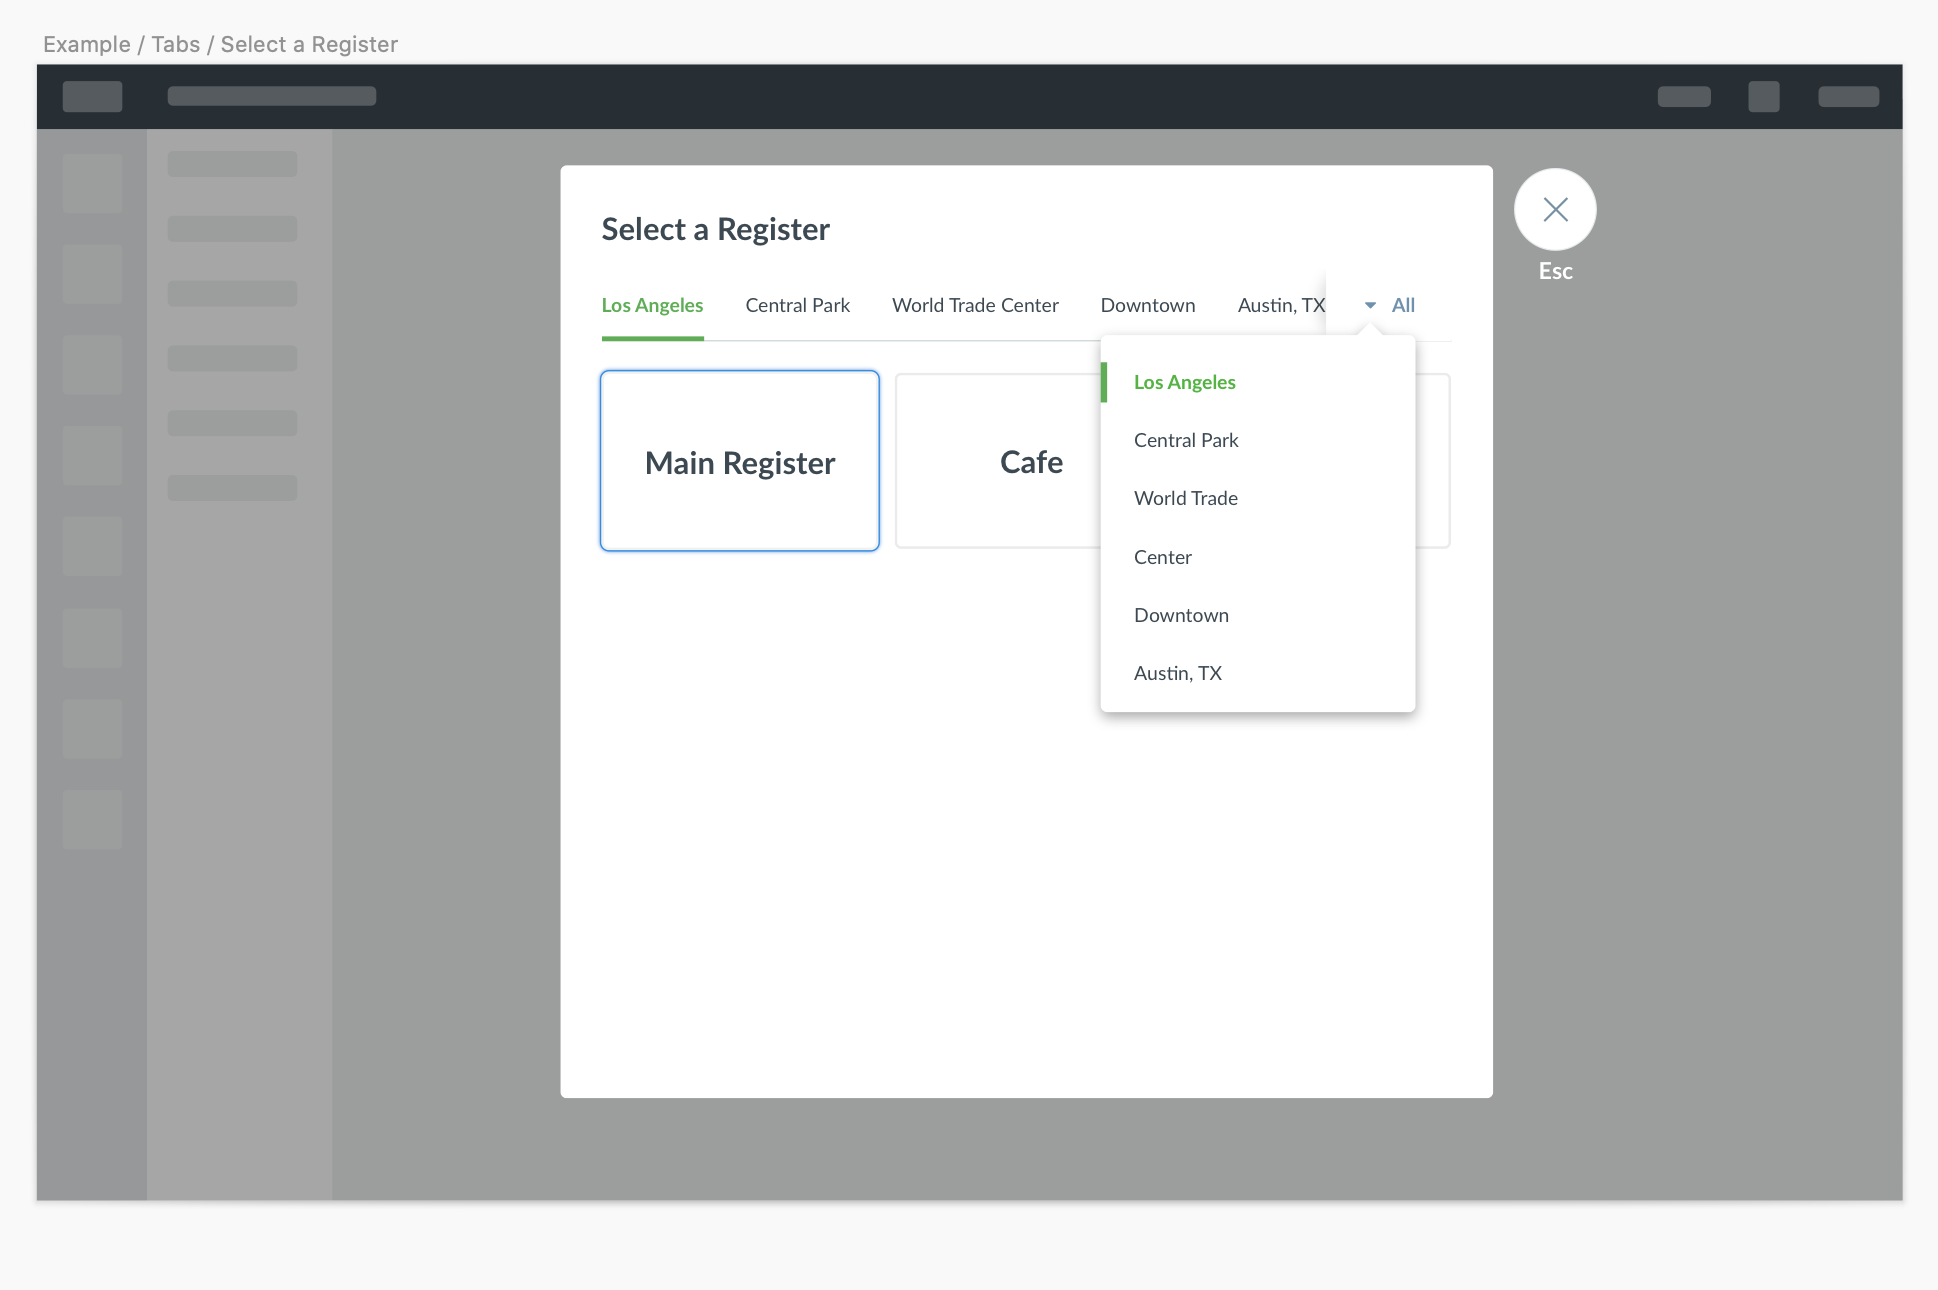 Example / Tabs / Select a Register
Select a Register
Esc
Los Angeles Central Park World Trade Center Downtown Austin, TX All
Main Register
Cafe
Los Angeles
Central Park
World Trade
Center
Downtown
Austin, TX